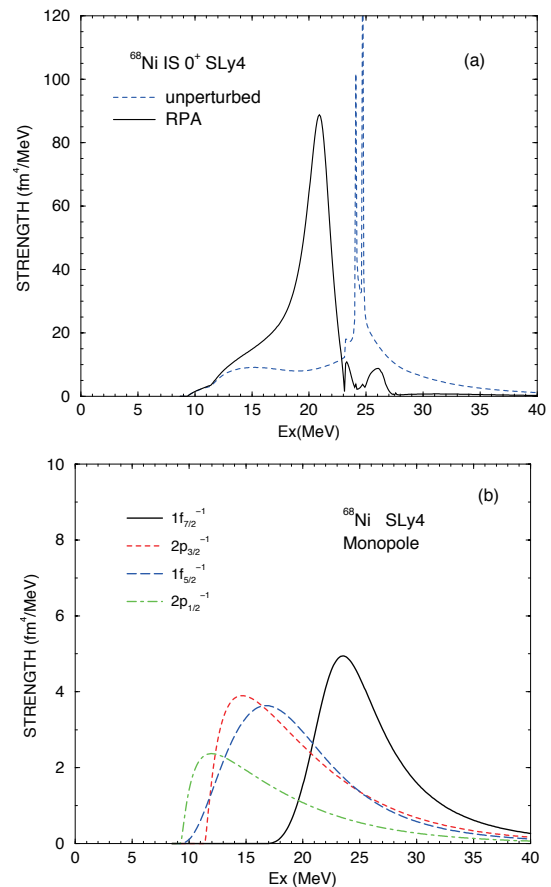 (a)
⁶⁸Ni IS 0⁺ SLy4
unperturbed
RPA
STRENGTH (fm⁴/MeV)
120
100
80
60
40
20
0
0 5 10 15 20 25 30 35 40
Ex(MeV)
(b)
⁶⁸Ni SLy4
Monopole
1f₇/₂⁻¹
2p₃/₂⁻¹
1f₅/₂⁻¹
2p₁/₂⁻¹
STRENGTH (fm⁴/MeV)
10
8
6
4
2
0
0 5 10 15 20 25 30 35 40
Ex (MeV)